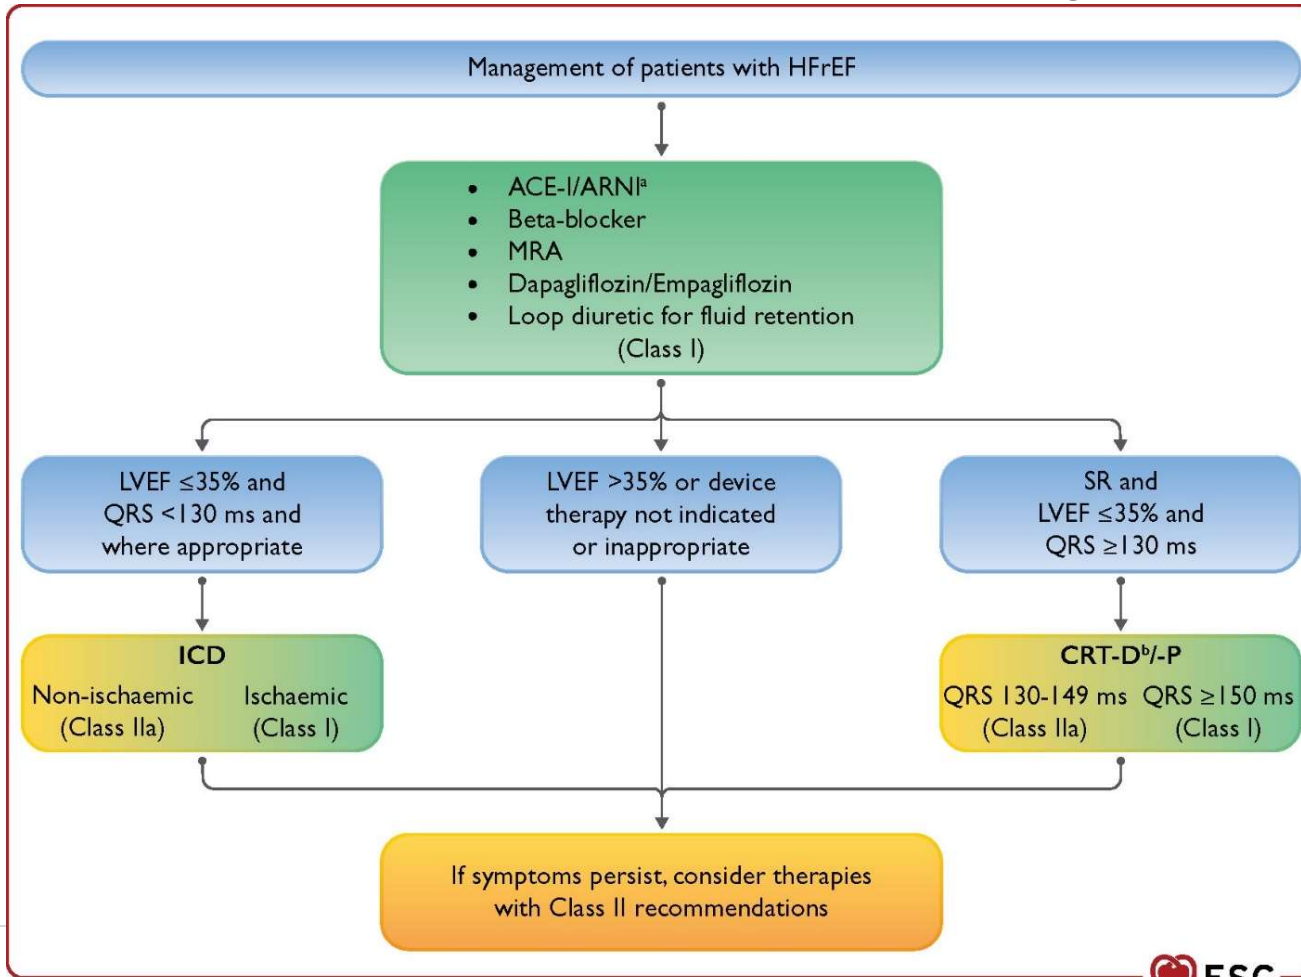 Management of patients with HFrEF
• ACE-I/ARNIª
• Beta-blocker
• MRA
• Dapagliflozin/Empagliflozin
• Loop diuretic for fluid retention
(Class I)
LVEF ≤35% and
QRS <130 ms and
where appropriate
LVEF >35% or device
therapy not indicated
or inappropriate
SR and
LVEF ≤35% and
QRS ≥130 ms
ICD
Non-ischaemic
(Class IIa)
Ischaemic
(Class I)
CRT-Dᵇ/-P
QRS 130-149 ms
(Class IIa)
QRS ≥150 ms
(Class I)
If symptoms persist, consider therapies
with Class II recommendations
ESC